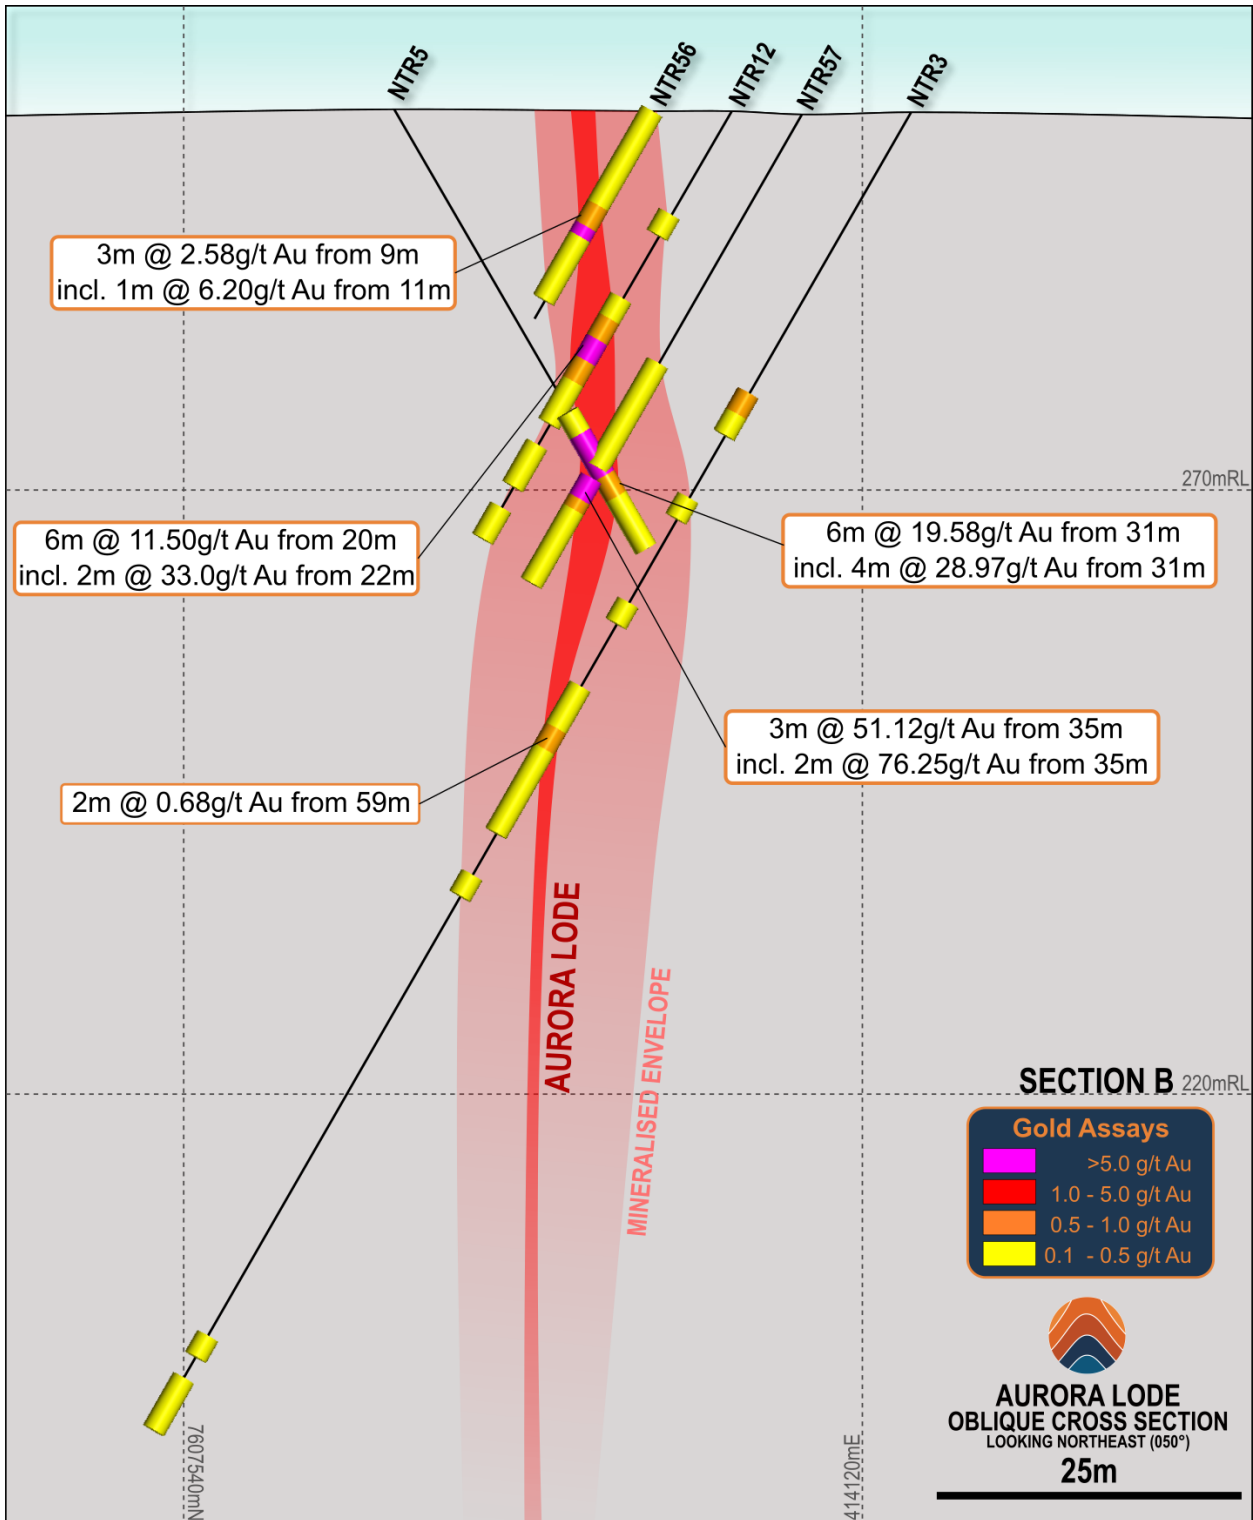 NTR5
NTR56
NTR12
NTR57
NTR3
3m @ 2.58g/t Au from 9m
incl. 1m @ 6.20g/t Au from 11m
270mRL
6m @ 11.50g/t Au from 20m
incl. 2m @ 33.0g/t Au from 22m
6m @ 19.58g/t Au from 31m
incl. 4m @ 28.97g/t Au from 31m
3m @ 51.12g/t Au from 35m
incl. 2m @ 76.25g/t Au from 35m
2m @ 0.68g/t Au from 59m
AURORA LODE
MINERALISED ENVELOPE
SECTION B
220mRL
Gold Assays
>5.0 g/t Au
1.0 - 5.0 g/t Au
0.5 - 1.0 g/t Au
0.1 - 0.5 g/t Au
7607540mN
414120mE
AURORA LODE
OBLIQUE CROSS SECTION
LOOKING NORTHEAST (050°)
25m